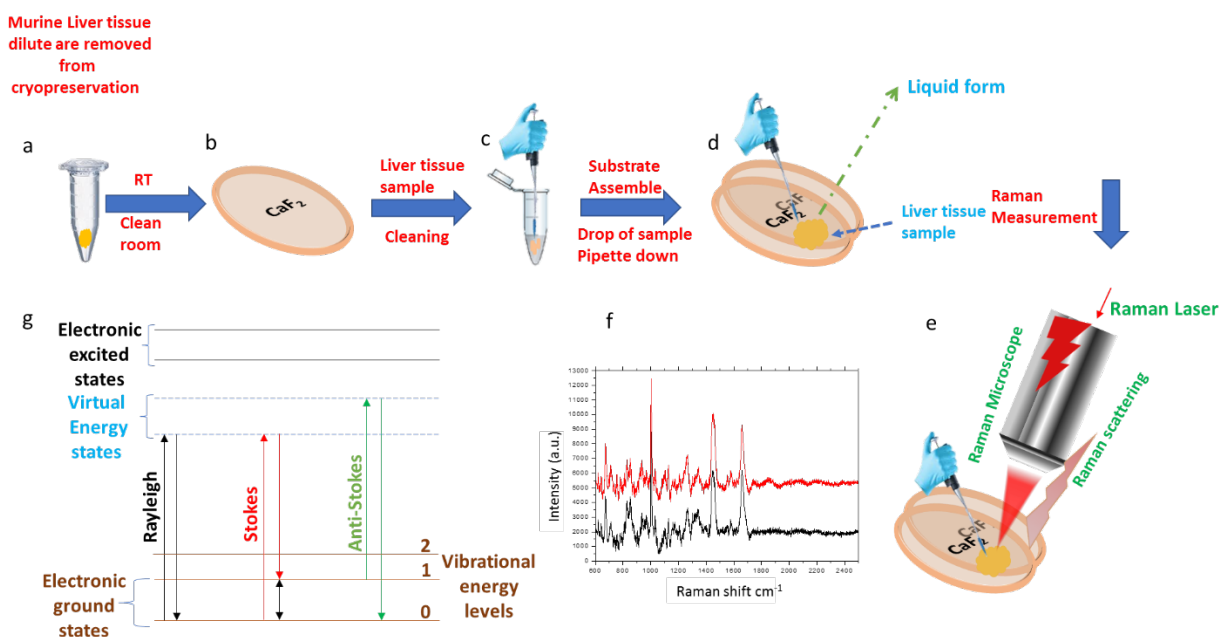 Murine Liver tissue
dilute are removed
from
cryopreservation
a
RT
Clean
room
b
CaF₂
Liver tissue
sample
Cleaning
c
Substrate
Assemble
Drop of sample
Pipette down
d
CaF
CaF₂
Liquid form
Liver tissue
sample
Raman
Measurement
g
Electronic
excited
states
Virtual
Energy
states
Rayleigh
Stokes
Anti-Stokes
2
1
0
Vibrational
energy
levels
Electronic
ground
states
f
13000
12000
11000
10000
9000
8000
7000
6000
5000
4000
3000
2000
1000
0
Intensity (a.u.)
600
800
1000
1200
1400
1600
1800
2000
2200
2400
Raman shift cm⁻¹
e
Raman Laser
Raman Microscope
Raman scattering
CaF
CaF₂